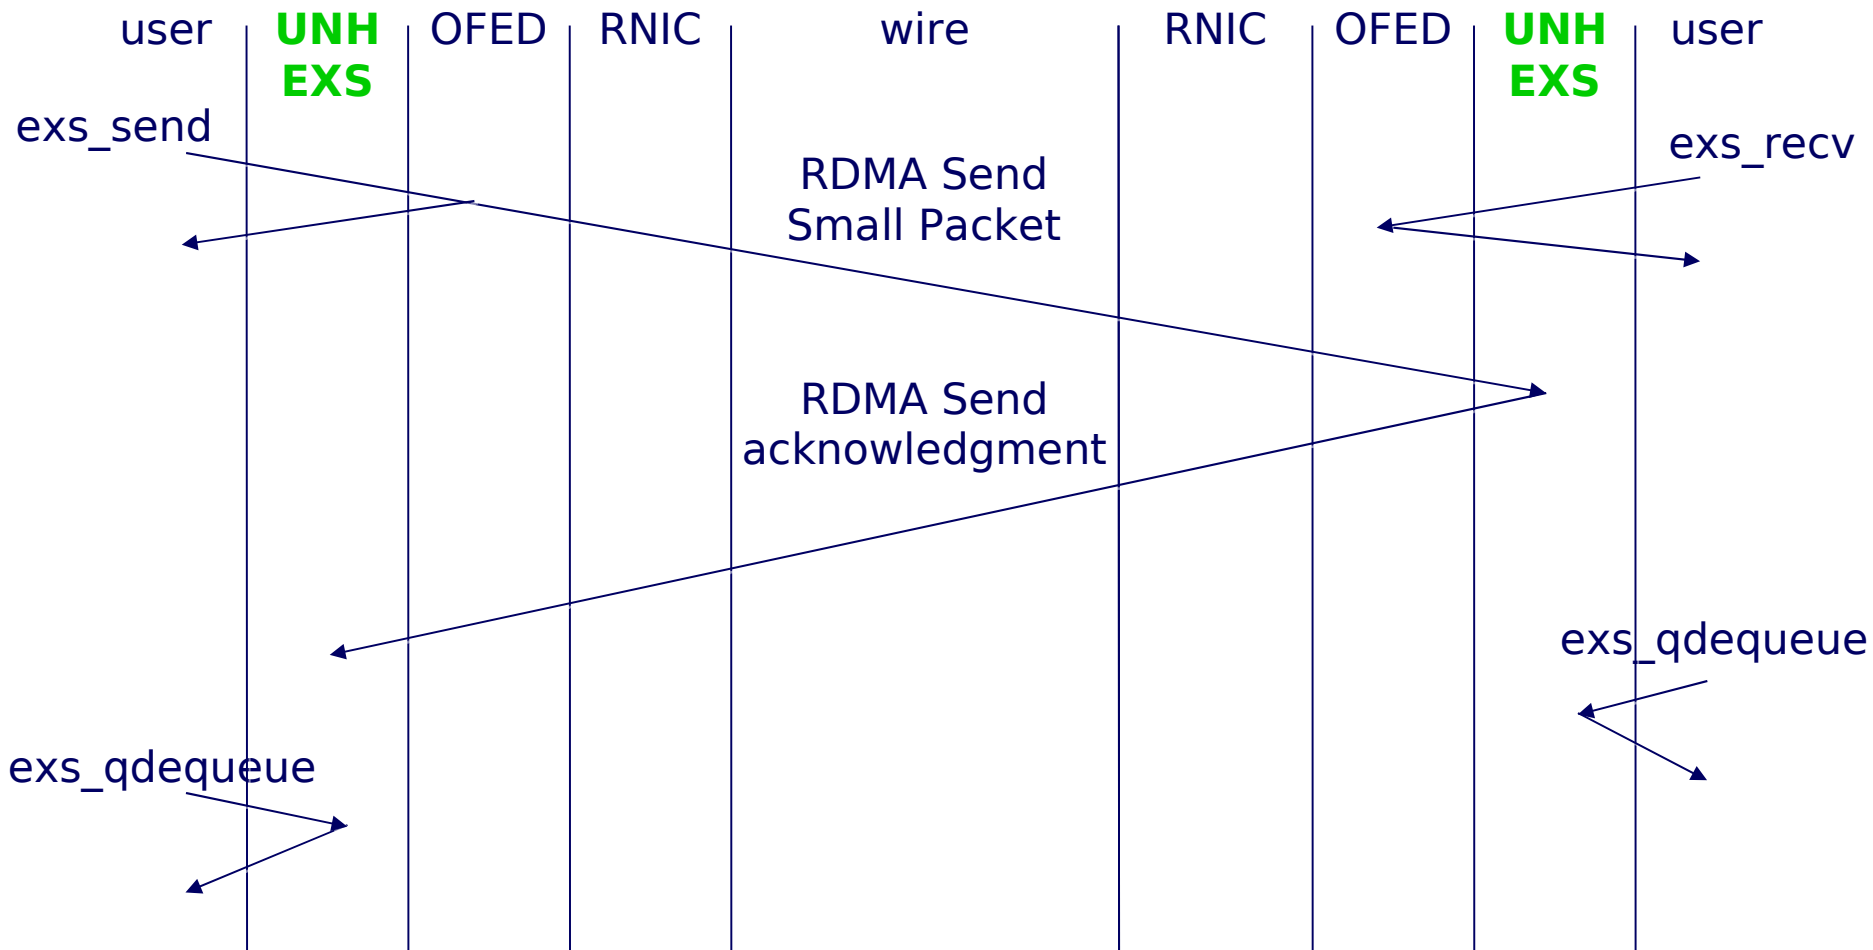 user UNH OFED RNIC wire RNIC OFED UNH user
EXS EXS
exs_send
exs_recv
RDMA Send
Small Packet
RDMA Send
acknowledgment
exs_qdequeue
exs_qdequeue